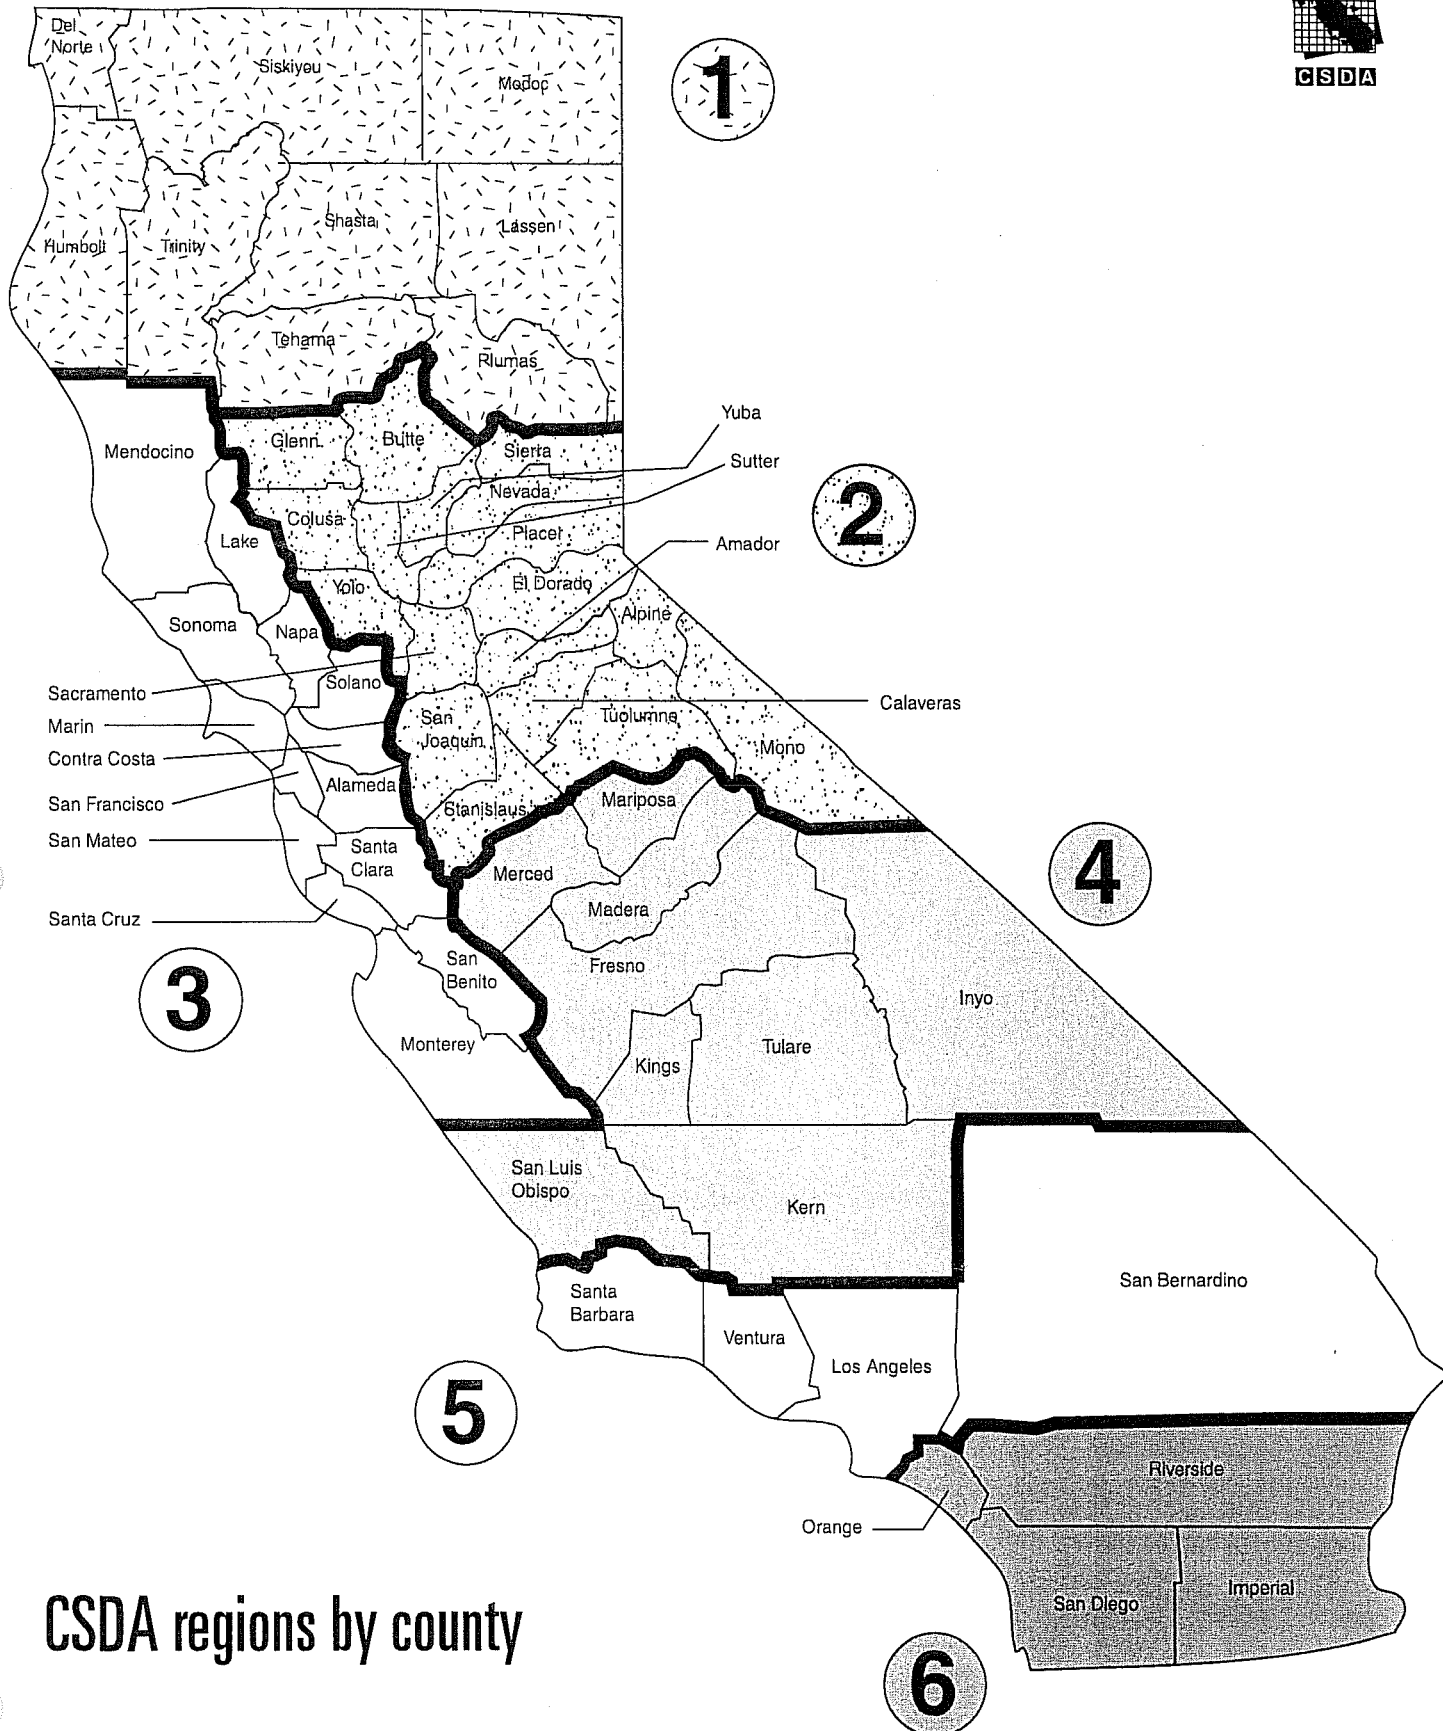 CSDA
1
Del
Norte
Siskiyou
Modoc
Humbolt
Trinity
Shasta
Lassen
Tehama
Plumas
Mendocino
Glenn
Butte
Sierra
Yuba
Sutter
Nevada
2
Colusa
Placer
Lake
Amador
Yolo
El Dorado
Alpine
Sonoma
Napa
Solano
Sacramento
Calaveras
Marin
San
Joaquin
Tuolumne
Mono
Contra Costa
Alameda
San Francisco
Stanislaus
Mariposa
San Mateo
Santa
Clara
Merced
4
Santa Cruz
Madera
3
San
Benito
Fresno
Inyo
Monterey
Kings
Tulare
San Luis
Obispo
Kern
San Bernardino
Santa
Barbara
Ventura
Los Angeles
5
Riverside
Orange
San Diego
Imperial
CSDA regions by county
6